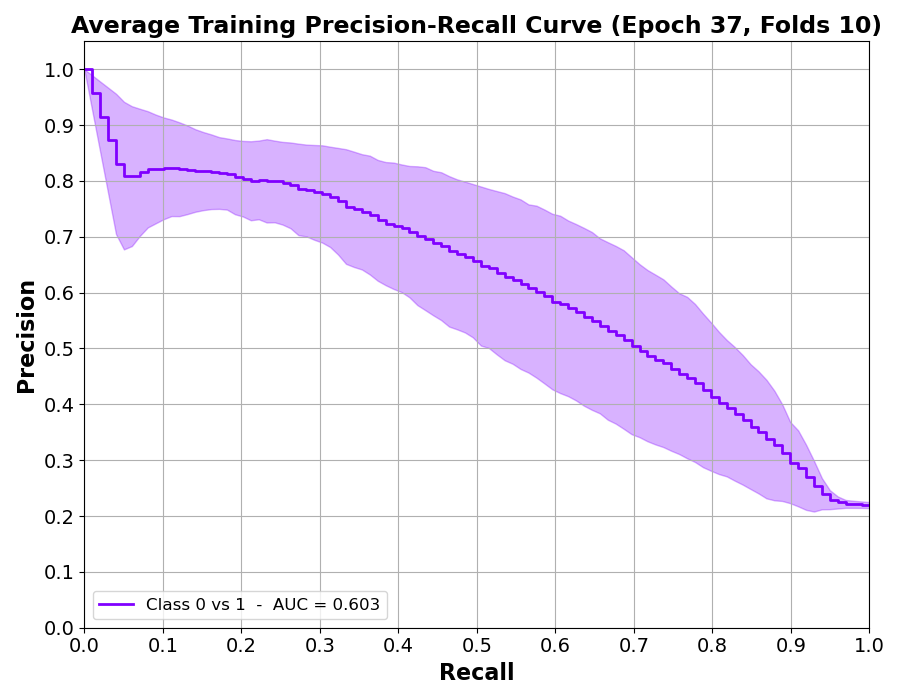 Average Training Precision-Recall Curve (Epoch 37, Folds 10)
Precision
1.0
0.9
0.8
0.7
0.6
0.5
0.4
0.3
0.2
0.1
0.0
Class 0 vs 1  -  AUC = 0.603
0.0 0.1 0.2 0.3 0.4 0.5 0.6 0.7 0.8 0.9 1.0
Recall